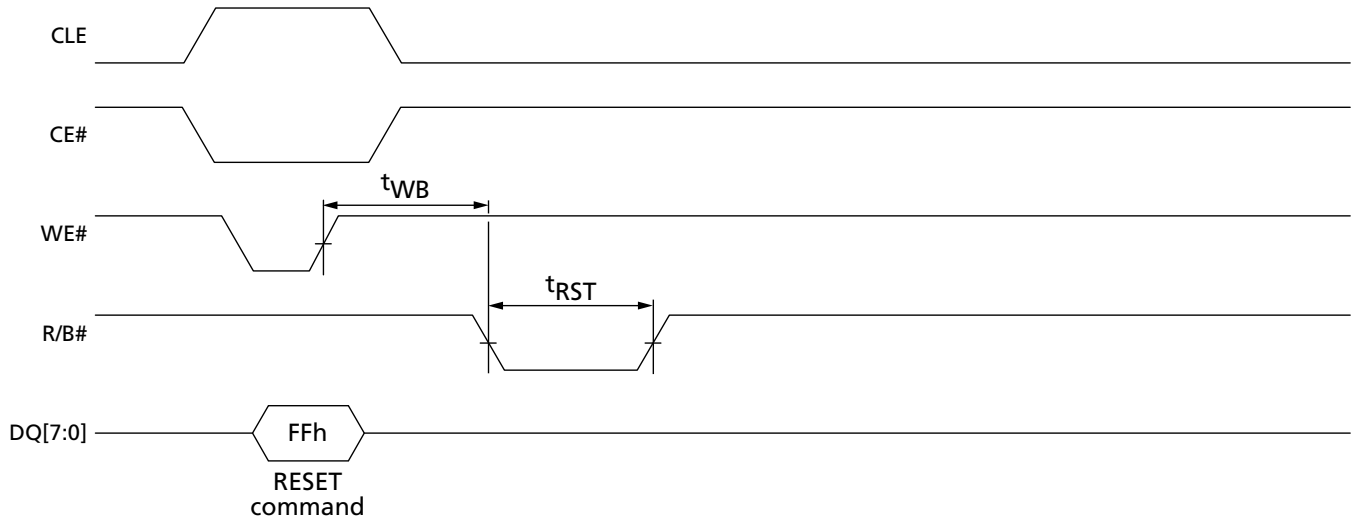 CLE
CE#
tWB
WE#
tRST
R/B#
DQ[7:0]
FFh
RESET
command